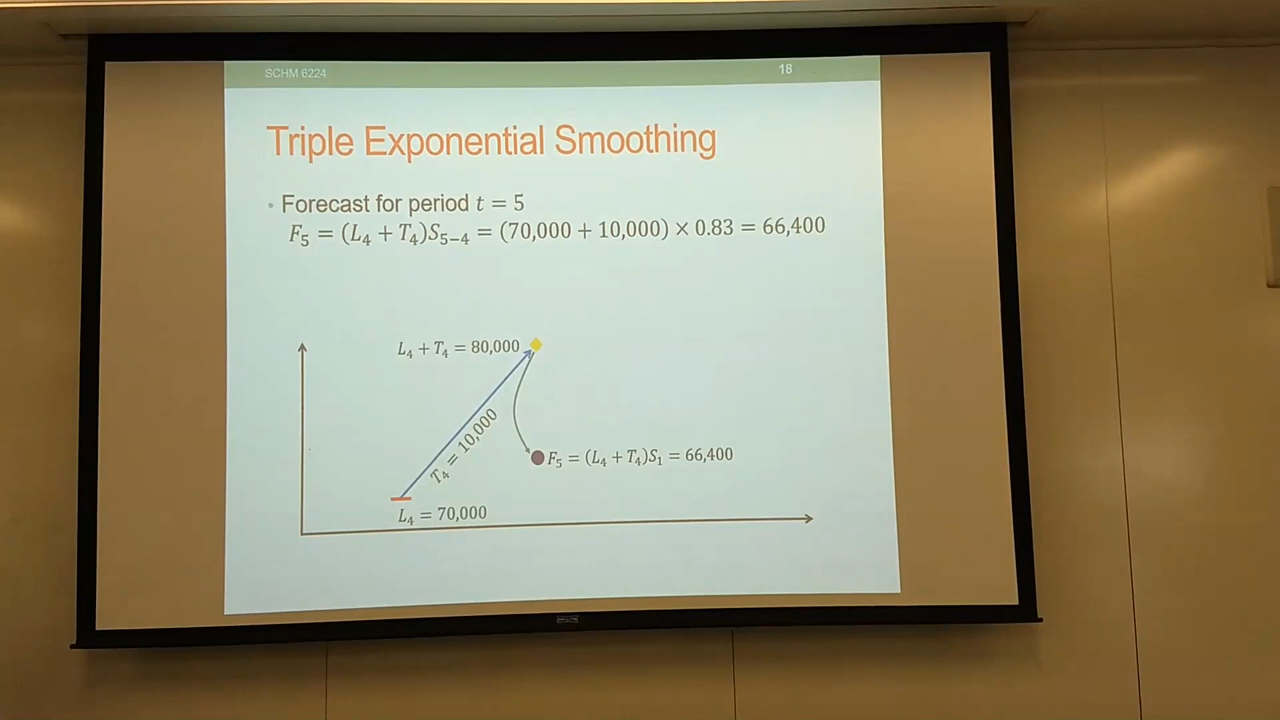 SCHM 6224
18
Triple Exponential Smoothing
• Forecast for period t = 5
F₅ = (L₄ + T₄)S₅₋₄ = (70,000 + 10,000) × 0.83 = 66,400
L₄ + T₄ = 80,000
T₄ = 10,000
F₅ = (L₄ + T₄)S₁ = 66,400
L₄ = 70,000